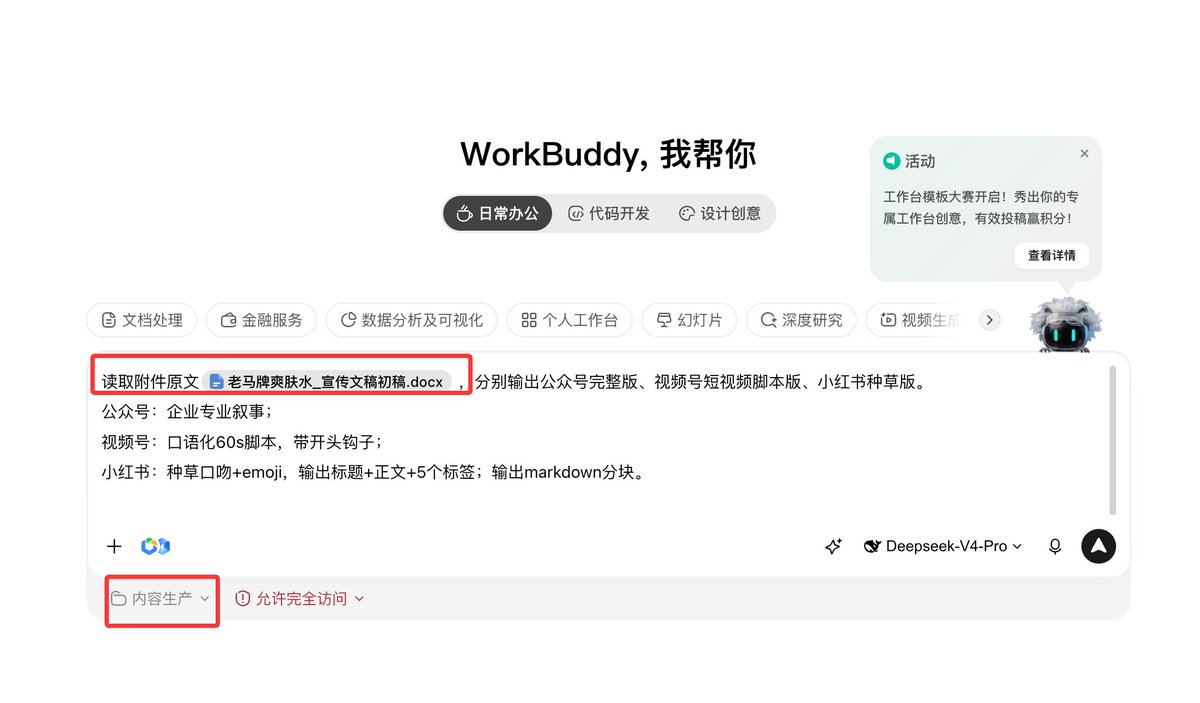 WorkBuddy, 我帮你
日常办公
代码开发
设计创意
活动
工作台模板大赛开启！秀出你的专
属工作台创意，有效投稿赢积分！
查看详情
文档处理
金融服务
数据分析及可视化
个人工作台
幻灯片
深度研究
视频生成
读取附件原文 老马牌爽肤水_宣传文稿初稿.docx ，分别输出公众号完整版、视频号短视频脚本版、小红书种草版。
公众号：企业专业叙事；
视频号：口语化60s脚本，带开头钩子；
小红书：种草口吻+emoji，输出标题+正文+5个标签；输出markdown分块。
Deepseek-V4-Pro
内容生产
允许完全访问